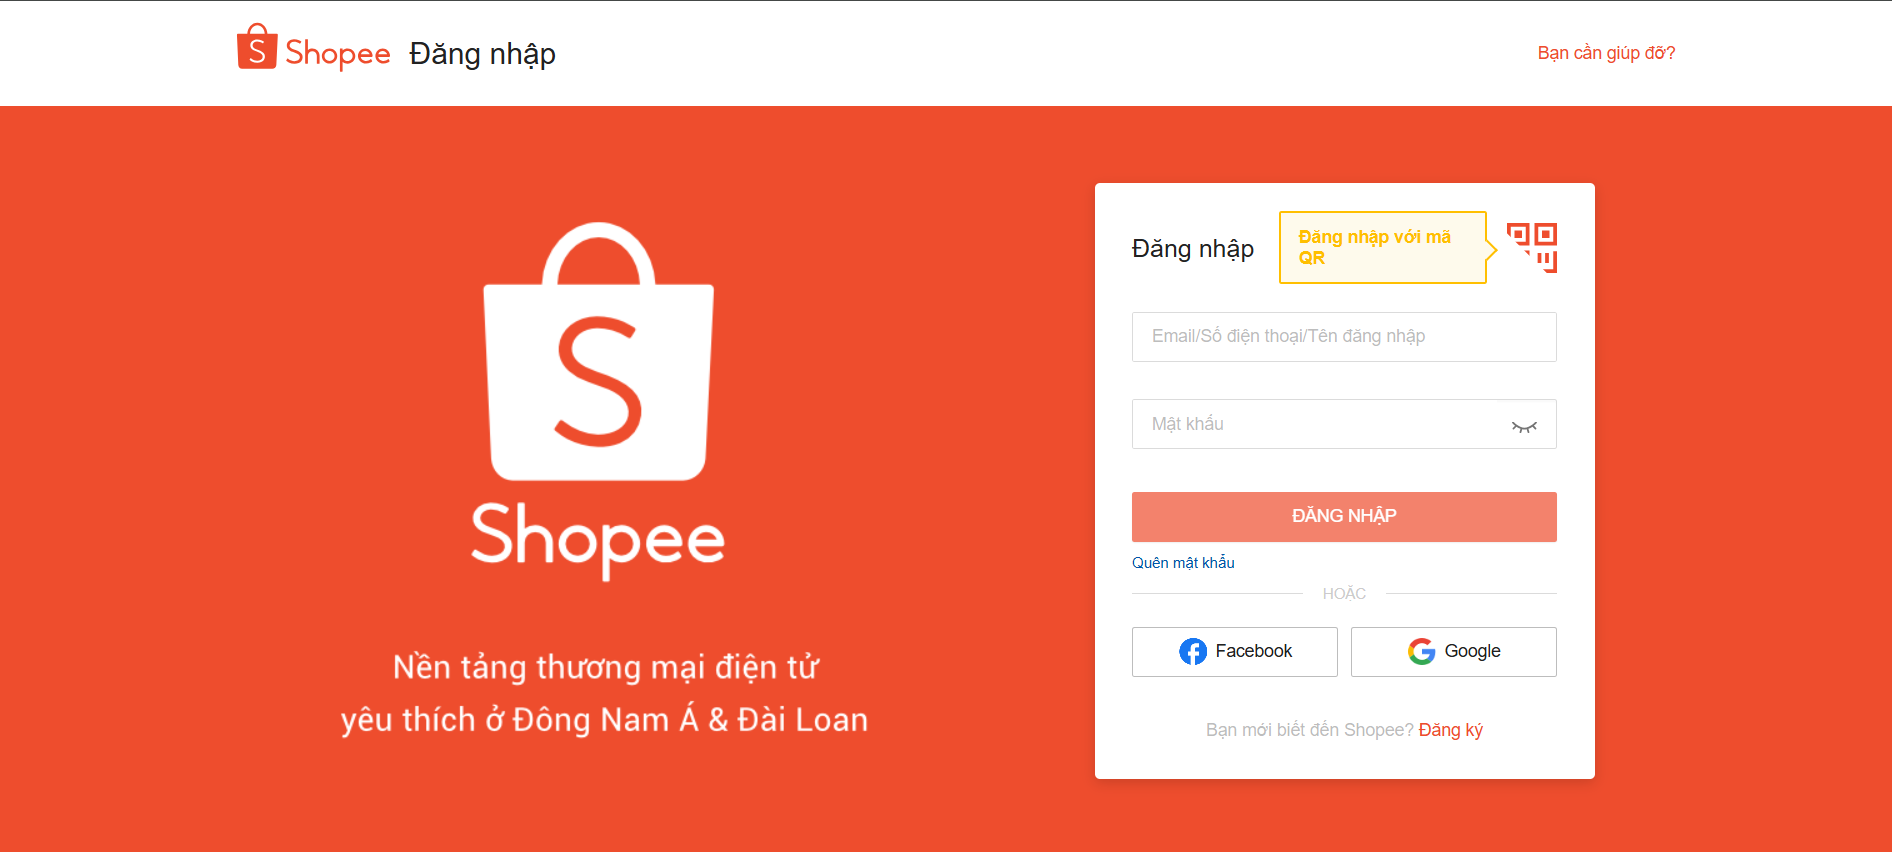 Shopee Đăng nhập
Bạn cần giúp đỡ?
Shopee
Nền tảng thương mại điện tử
yêu thích ở Đông Nam Á & Đài Loan
Đăng nhập
Đăng nhập với mã
QR
Email/Số điện thoại/Tên đăng nhập
Mật khẩu
ĐĂNG NHẬP
Quên mật khẩu
HOẶC
Facebook
Google
Bạn mới biết đến Shopee? Đăng ký